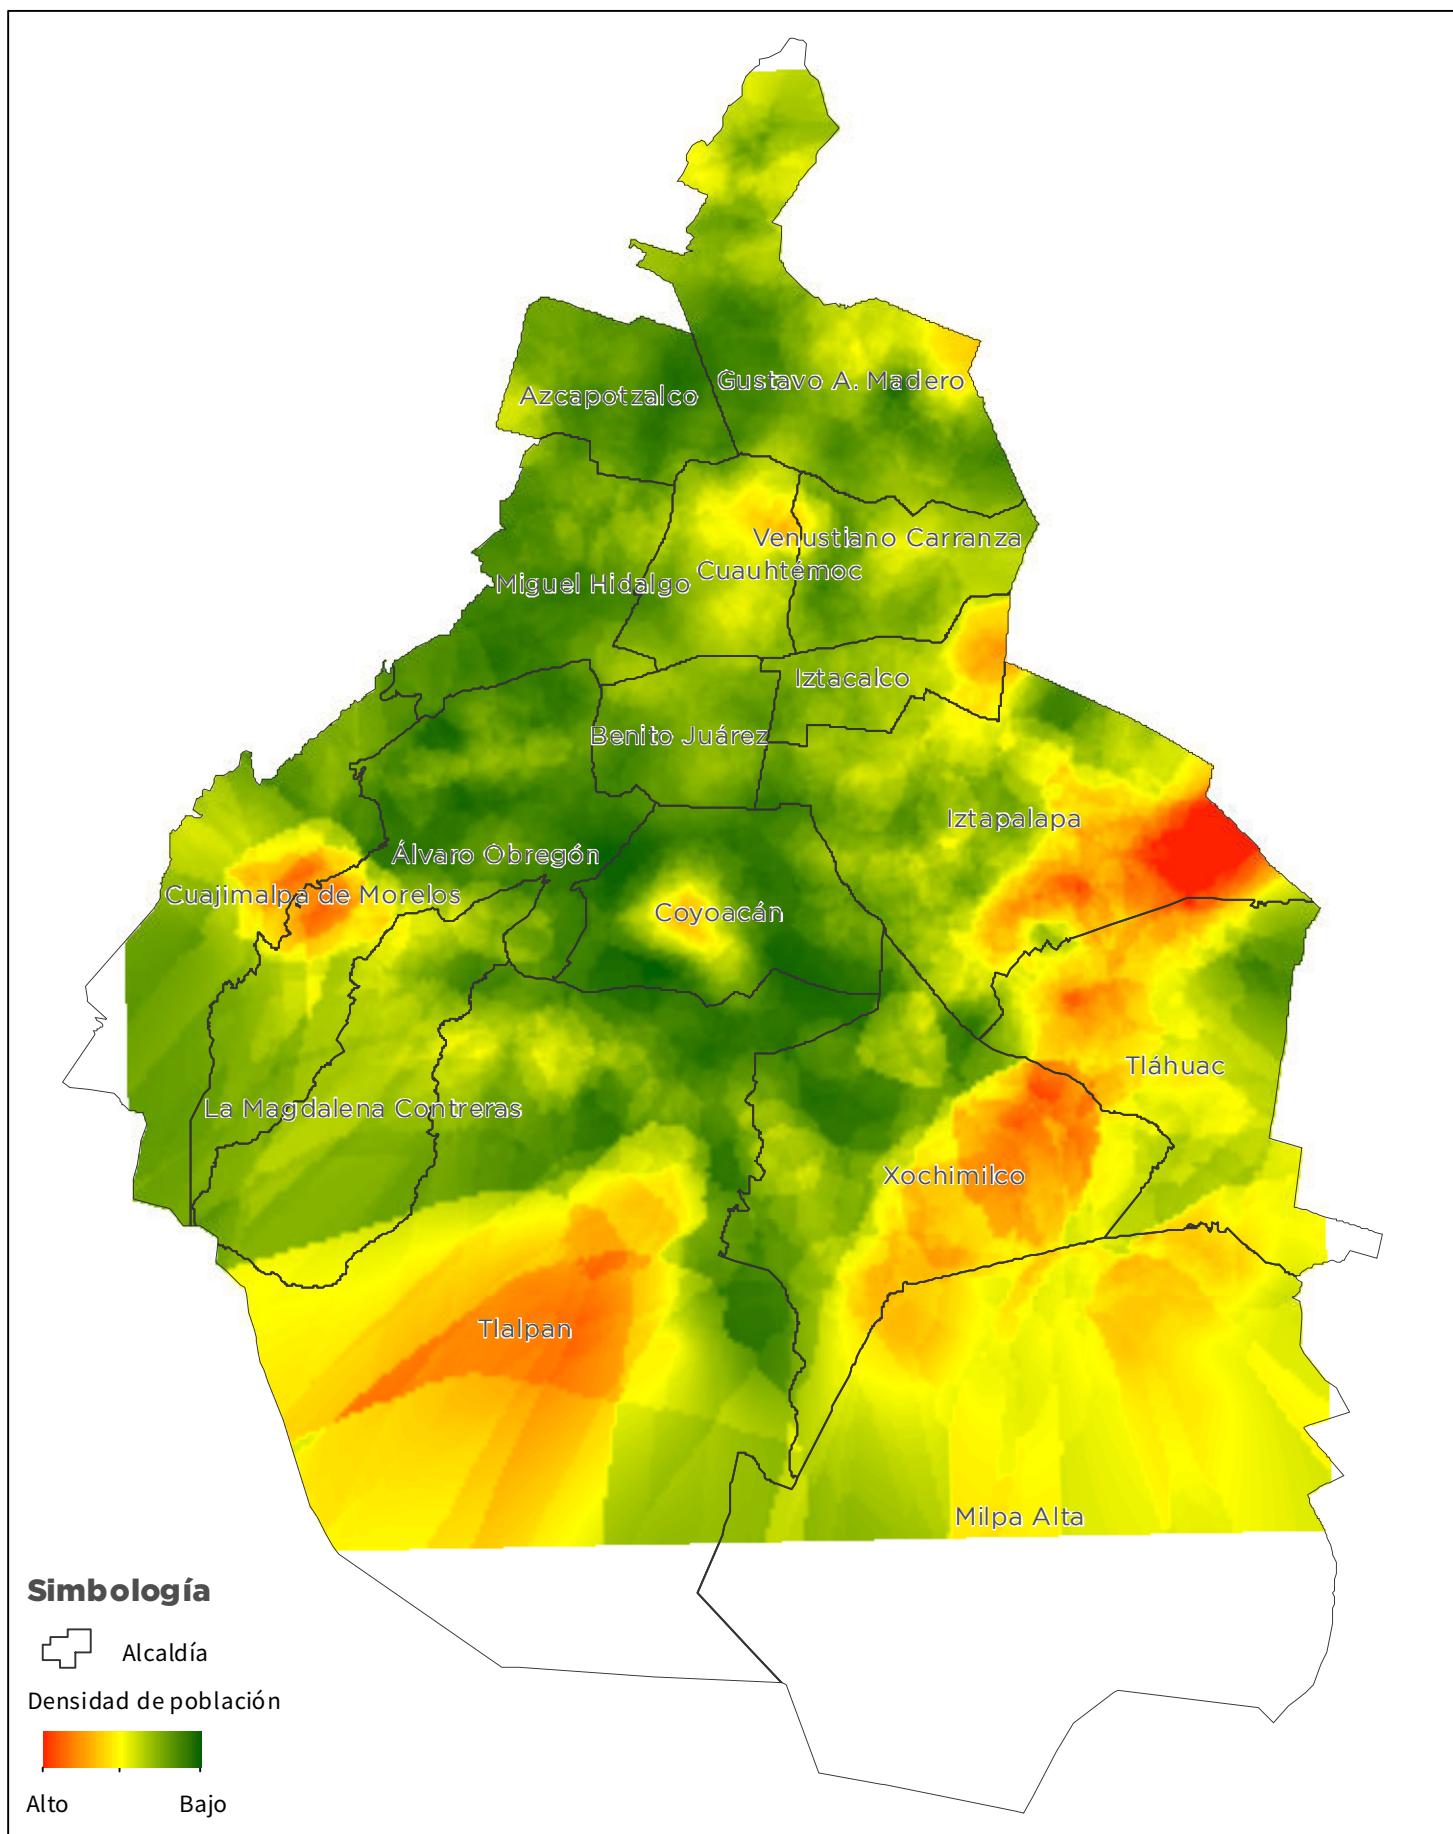 Azcapotzalco
Gustavo A. Madero
Venustiano Carranza
Cuauhtémoc
Miguel Hidalgo
Iztacalco
Benito Juárez
Iztapalapa
Álvaro Obregón
Cuajimalpa de Morelos
Coyoacán
Tláhuac
La Magdalena Contreras
Xochimilco
Tlalpan
Milpa Alta
Simbología
Alcaldía
Densidad de población
Alto Bajo